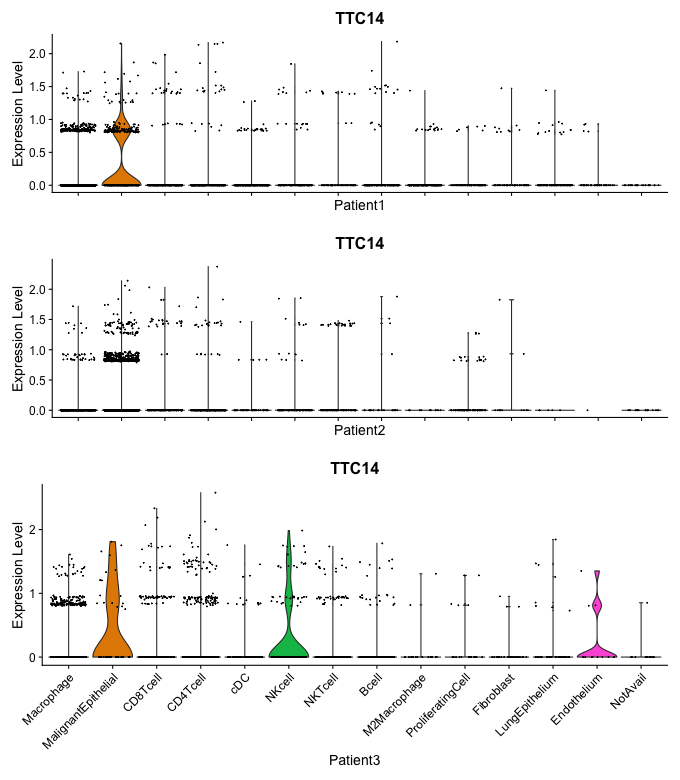 TTC14
Expression Level
2.0
1.5
1.0
0.5
0.0
Patient1
TTC14
Expression Level
2.0
1.5
1.0
0.5
0.0
Patient2
TTC14
Expression Level
2
1
0
Macrophage
MalignantEpithelial
CD8Tcell
CD4Tcell
cDC
NKcell
NKTcell
Bcell
M2Macrophage
ProliferatingCell
Fibroblast
LungEpithelium
Endothelium
NotAvail
Patient3